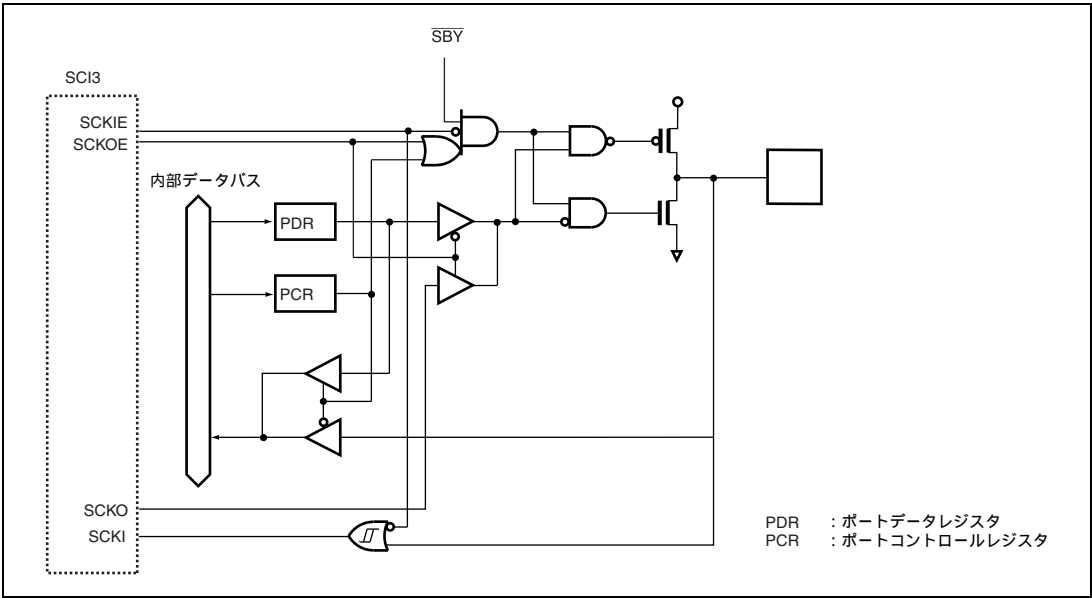 SBY
SCI3
SCKIE
SCKOE
内部データバス
PDR
PCR
SCKO
SCKI
PDR :ポートデータレジスタ
PCR :ポートコントロールレジスタ